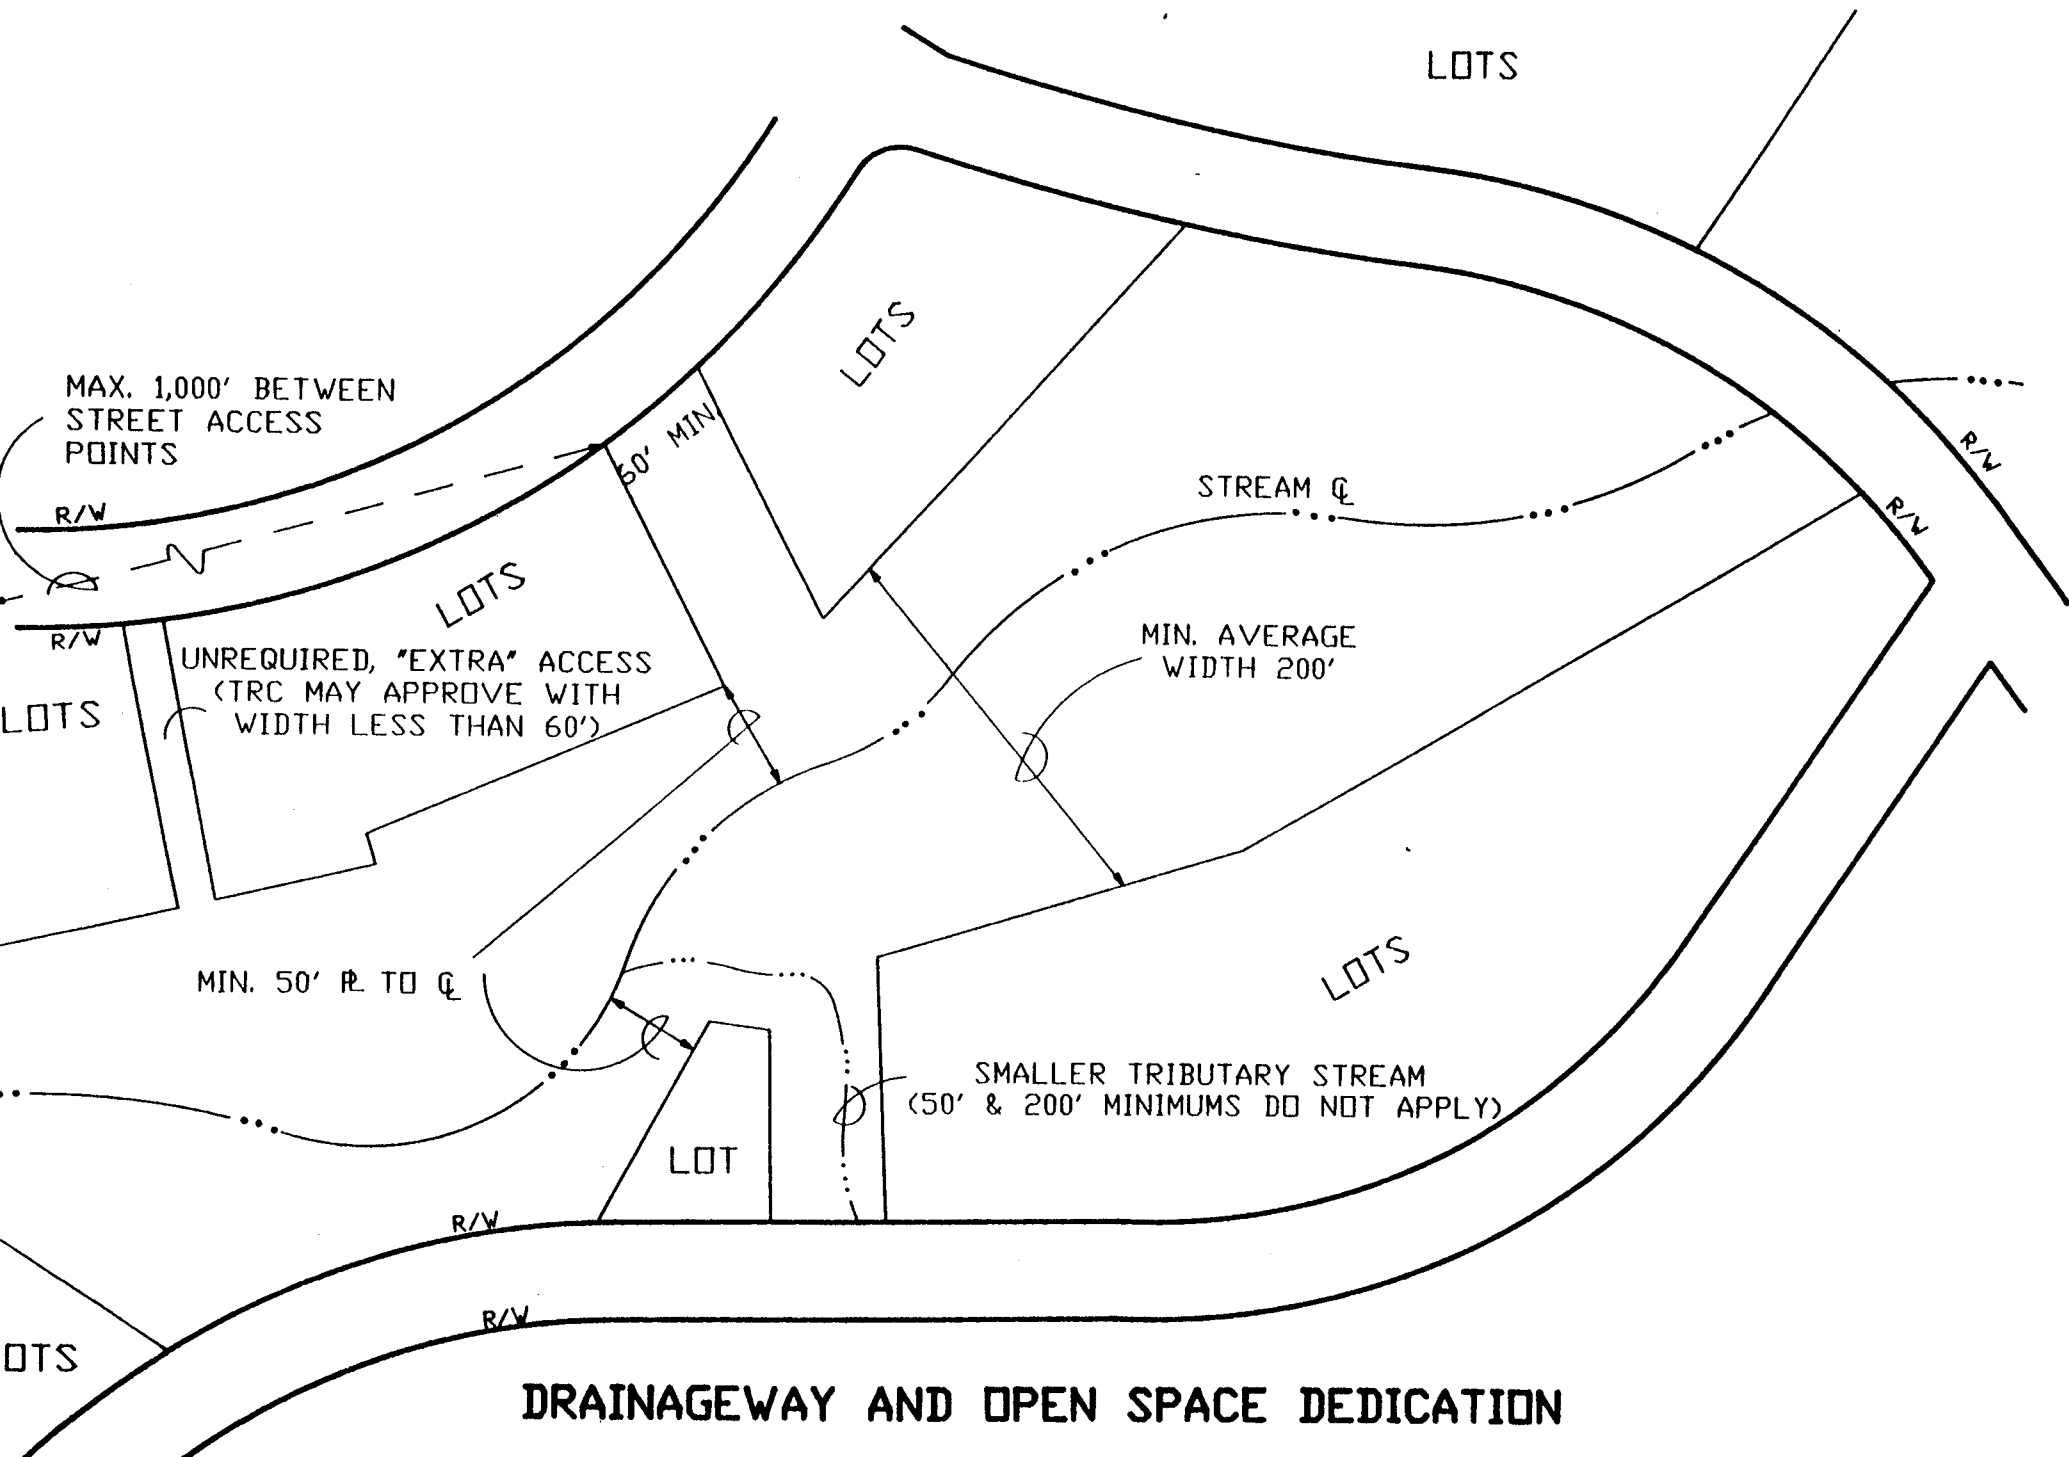 LOTS
LOTS
MAX. 1,000' BETWEEN
STREET ACCESS
POINTS
60' MIN.
R/W
R/W
STREAM ℄
R/W
R/W
LOTS
R/W
UNREQUIRED, "EXTRA" ACCESS
(TRC MAY APPROVE WITH
WIDTH LESS THAN 60')
LOTS
MIN. AVERAGE
WIDTH 200'
MIN. 50' ⅊ TO ℄
LOTS
SMALLER TRIBUTARY STREAM
(50' & 200' MINIMUMS DO NOT APPLY)
LOT
R/W
R/W
OTS
DRAINAGEWAY AND OPEN SPACE DEDICATION